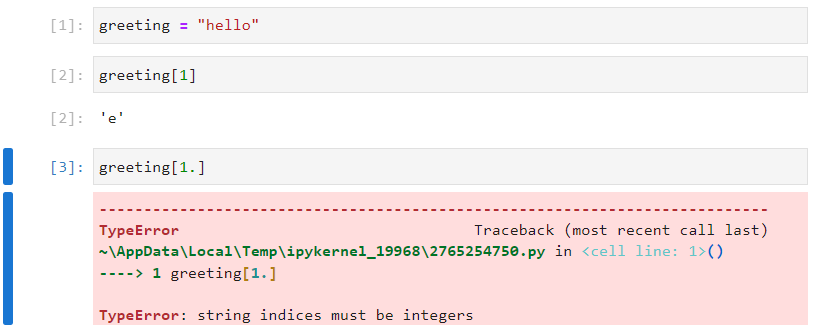 [1]: greeting = "hello"
[2]: greeting[1]
[2]: 'e'
[3]: greeting[1.]
---------------------------------------------------------------------------
TypeError                                 Traceback (most recent call last)
~\AppData\Local\Temp\ipykernel_19968\2765254750.py in <cell line: 1>()
----> 1 greeting[1.]
TypeError: string indices must be integers